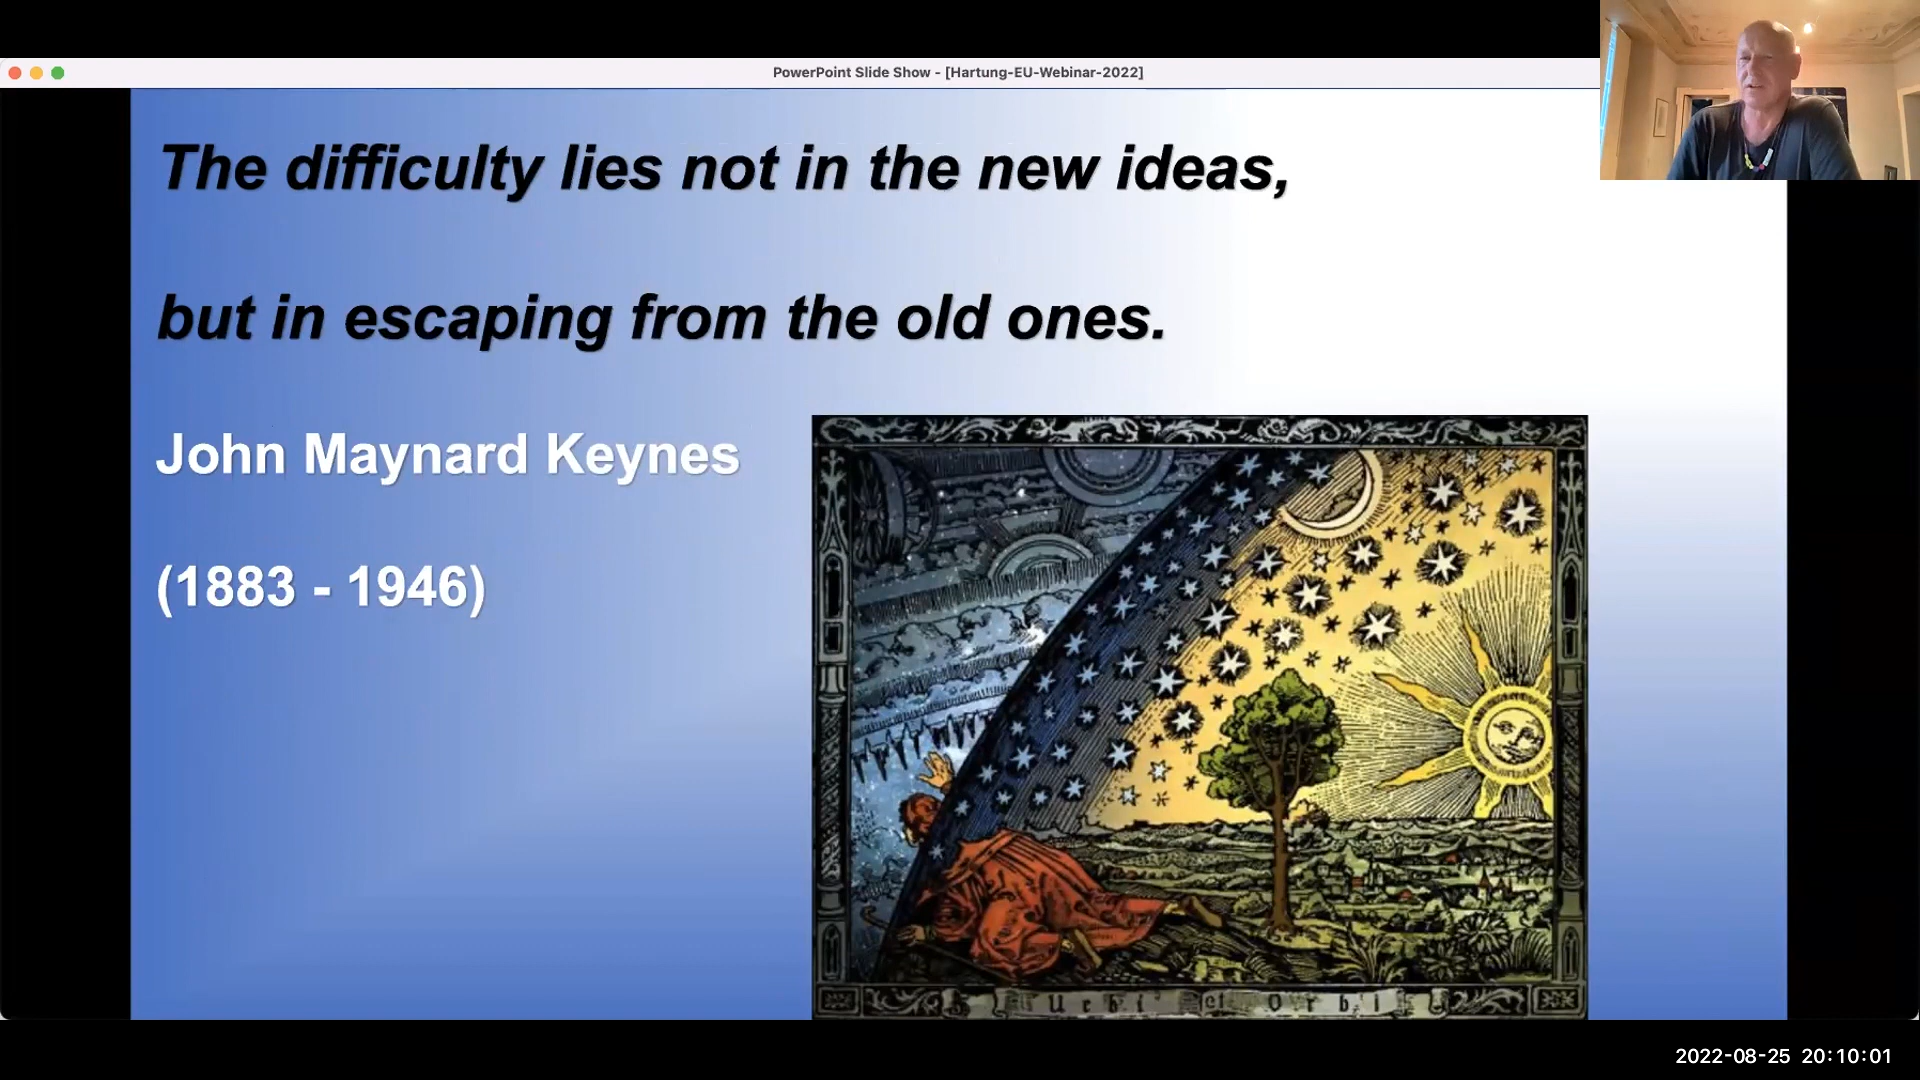 PowerPoint Slide Show - [Hartung-EU-Webinar-2022]
The difficulty lies not in the new ideas,
but in escaping from the old ones.
John Maynard Keynes
(1883 - 1946)
Urbi et Orbi
2022-08-25 20:10:01